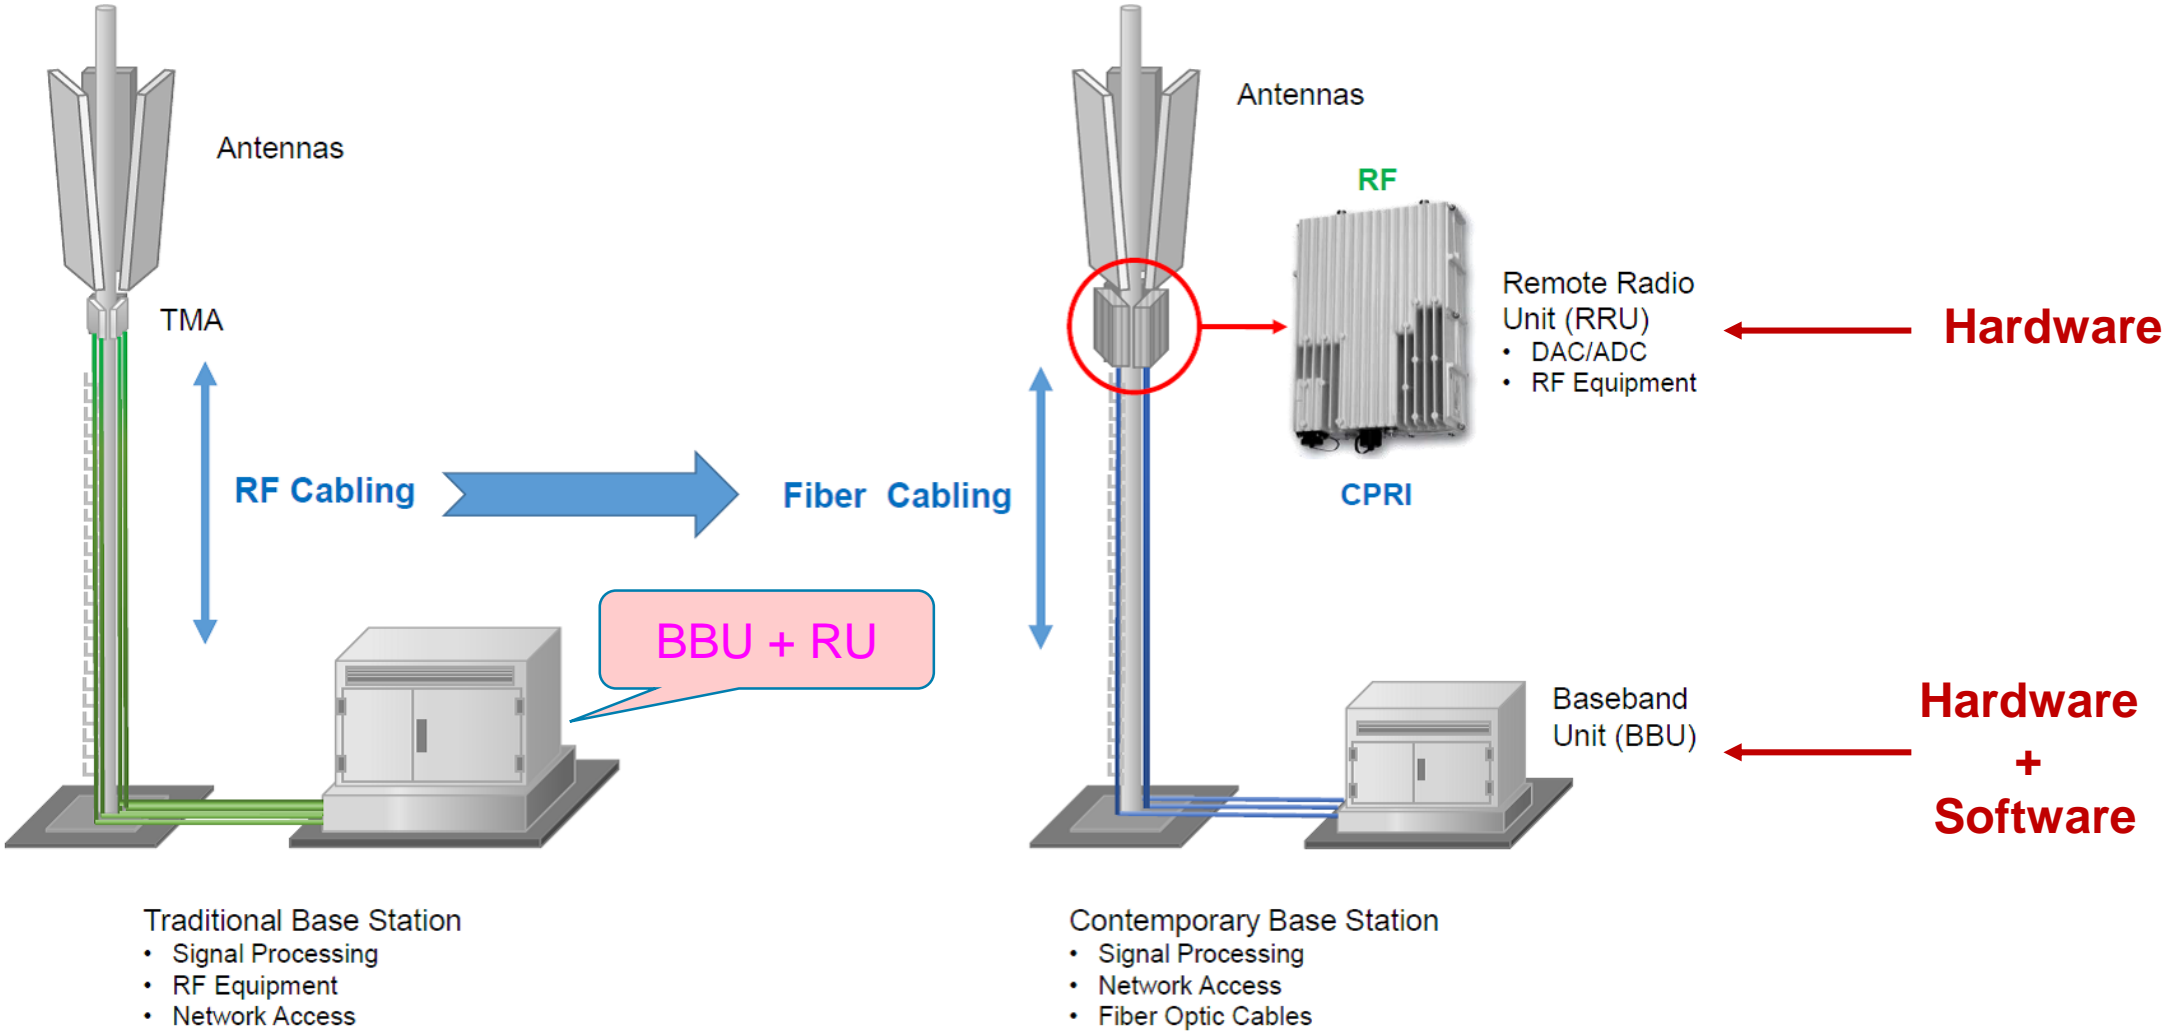 Antennas
TMA
RF Cabling
BBU + RU
Traditional Base Station
• Signal Processing
• RF Equipment
• Network Access
Fiber Cabling
Antennas
RF
CPRI
Remote Radio
Unit (RRU)
• DAC/ADC
• RF Equipment
Hardware
Baseband
Unit (BBU)
Hardware
+
Software
Contemporary Base Station
• Signal Processing
• Network Access
• Fiber Optic Cables